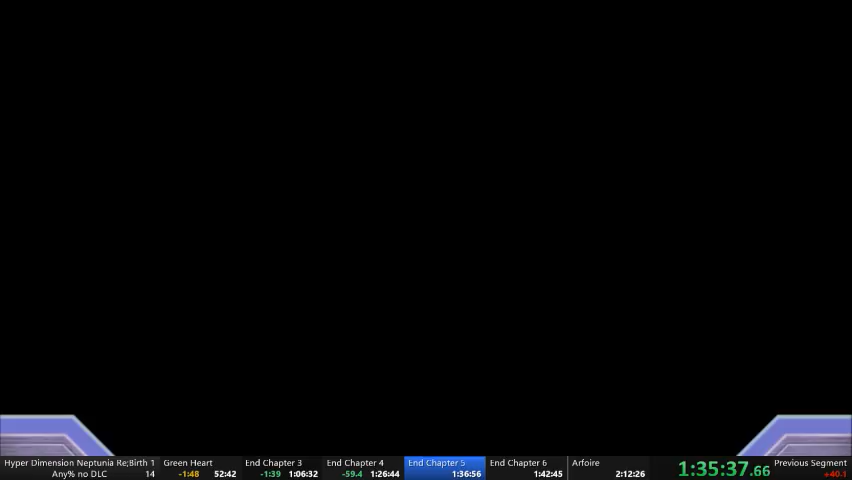 Hyper Dimension Neptunia Re;Birth 1 Green Heart End Chapter 3 End Chapter 4 End Chapter 5 End Chapter 6 Arfoire 1:35:37.66 Previous Segment
Any% no DLC 14 -1:48 52:42 -1:39 1:06:32 -59.4 1:26:44 1:36:56 1:42:45 2:12:26 +40.1